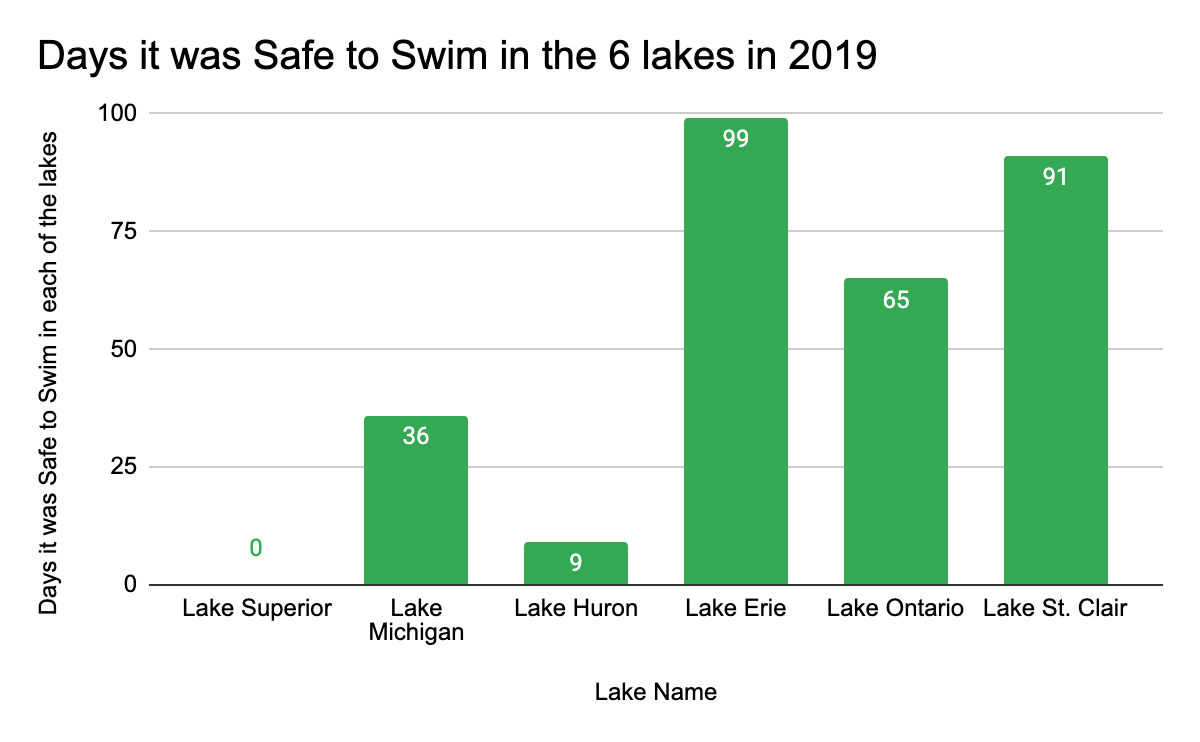 Days it was Safe to Swim in the 6 lakes in 2019
Days it was Safe to Swim in each of the lakes
100
75
50
25
0
0
36
9
99
65
91
Lake Superior
Lake
Michigan
Lake Huron
Lake Erie
Lake Ontario
Lake St. Clair
Lake Name